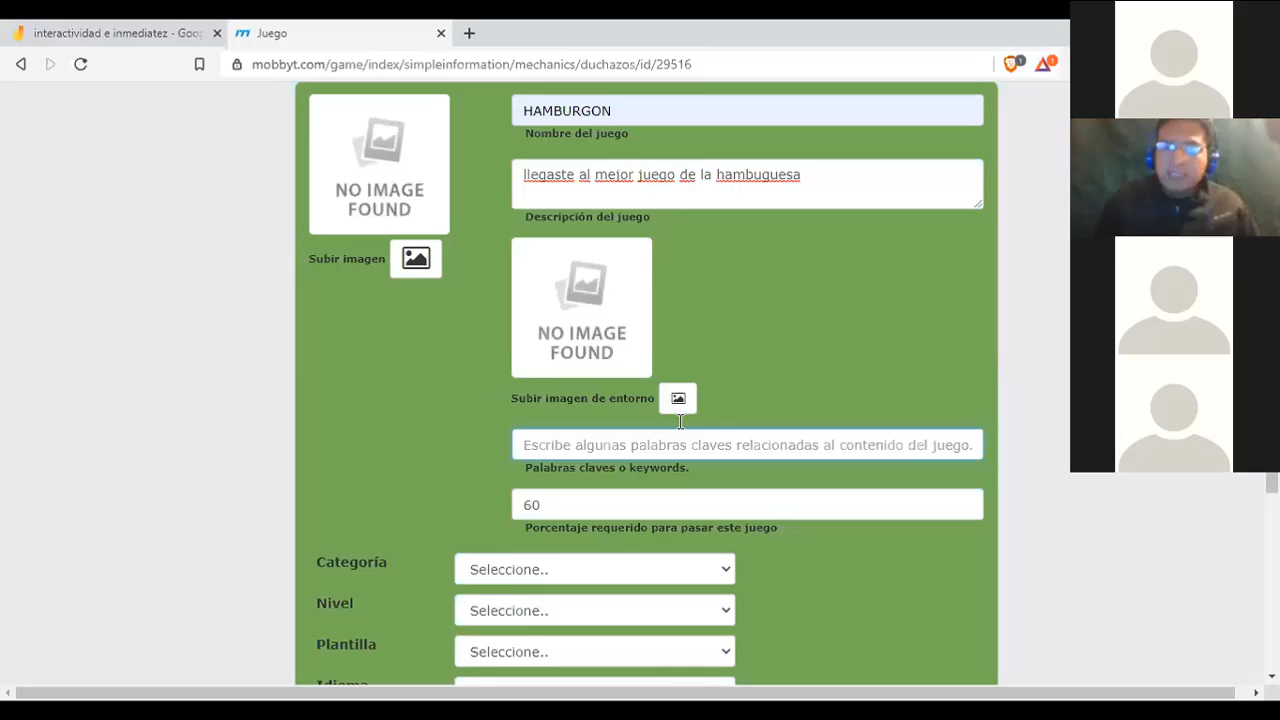 interactividad e inmediatez - Goo
Juego
mobbyt.com/game/index/simpleinformation/mechanics/duchazos/id/29516
1
1
NO IMAGE
FOUND
Subir imagen
HAMBURGON
Nombre del juego
llegaste al mejor juego de la hambuguesa
Descripción del juego
NO IMAGE
FOUND
Subir imagen de entorno
Escribe algunas palabras claves relacionadas al contenido del juego.
Palabras claves o keywords.
60
Porcentaje requerido para pasar este juego
Categoría Seleccione..
Nivel Seleccione..
Plantilla Seleccione..
Idioma